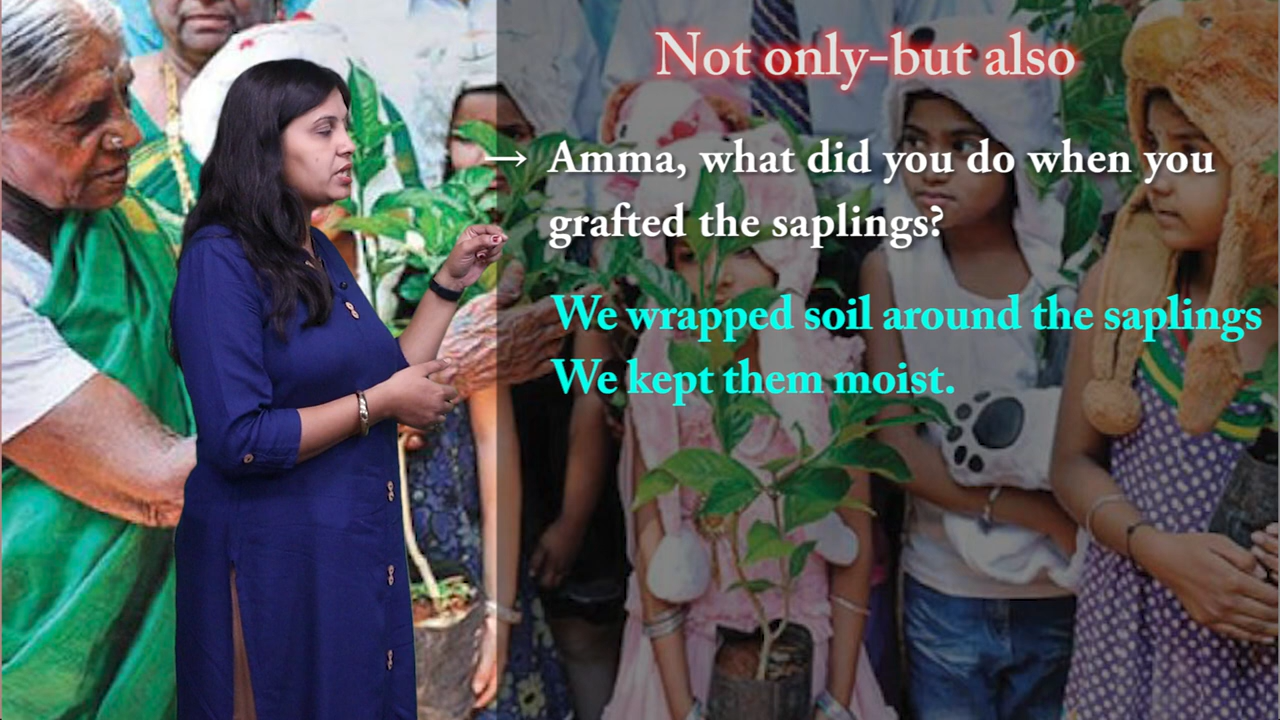 Not only-but also
→ Amma, what did you do when you
grafted the saplings?
We wrapped soil around the saplings
We kept them moist.